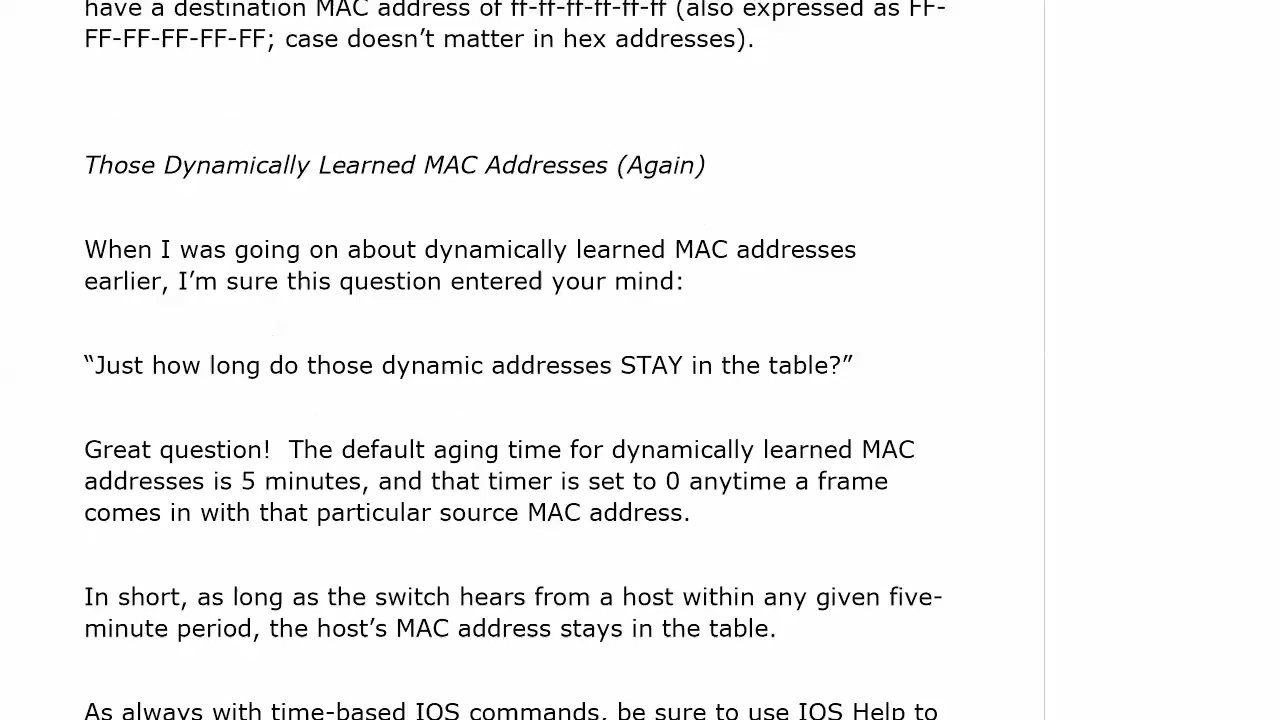 have a destination MAC address of ff-ff-ff-ff-ff-ff (also expressed as FF-
FF-FF-FF-FF-FF; case doesn’t matter in hex addresses).
Those Dynamically Learned MAC Addresses (Again)
When I was going on about dynamically learned MAC addresses
earlier, I’m sure this question entered your mind:
“Just how long do those dynamic addresses STAY in the table?”
Great question!  The default aging time for dynamically learned MAC
addresses is 5 minutes, and that timer is set to 0 anytime a frame
comes in with that particular source MAC address.
In short, as long as the switch hears from a host within any given five-
minute period, the host’s MAC address stays in the table.
As always with time-based IOS commands, be sure to use IOS Help to